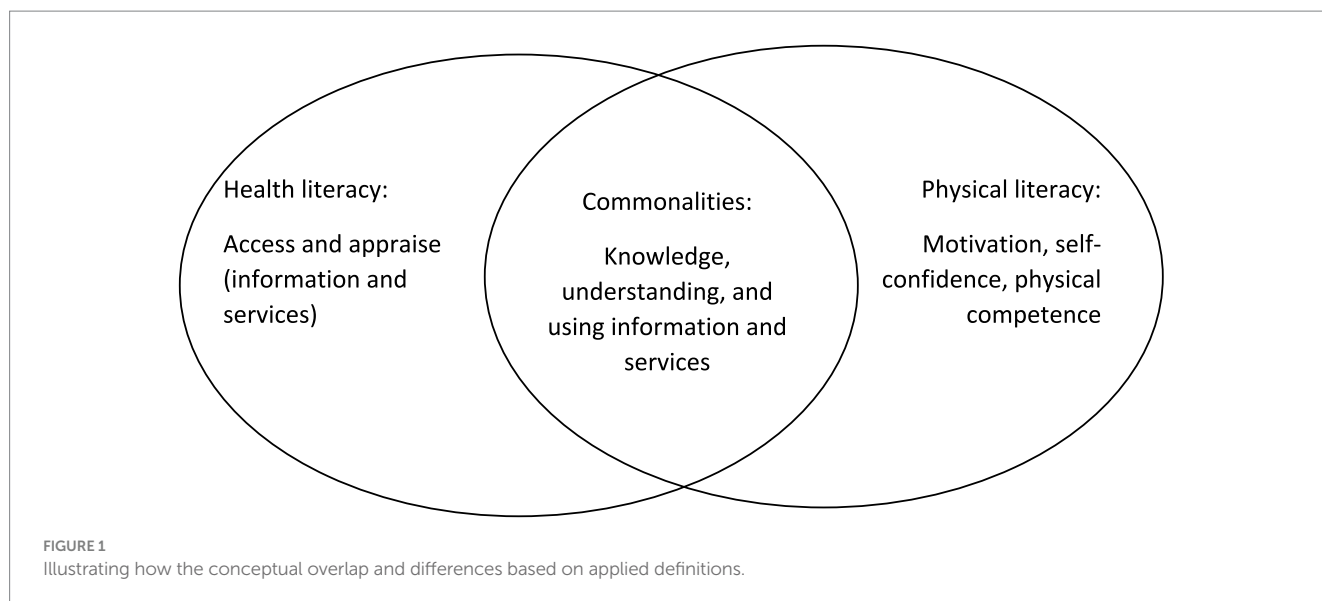 Health literacy:
Access and appraise
(information and
services)
Commonalities:
Knowledge,
understanding, and
using information and
services
Physical literacy:
Motivation, self-
confidence, physical
competence
FIGURE 1
Illustrating how the conceptual overlap and differences based on applied definitions.